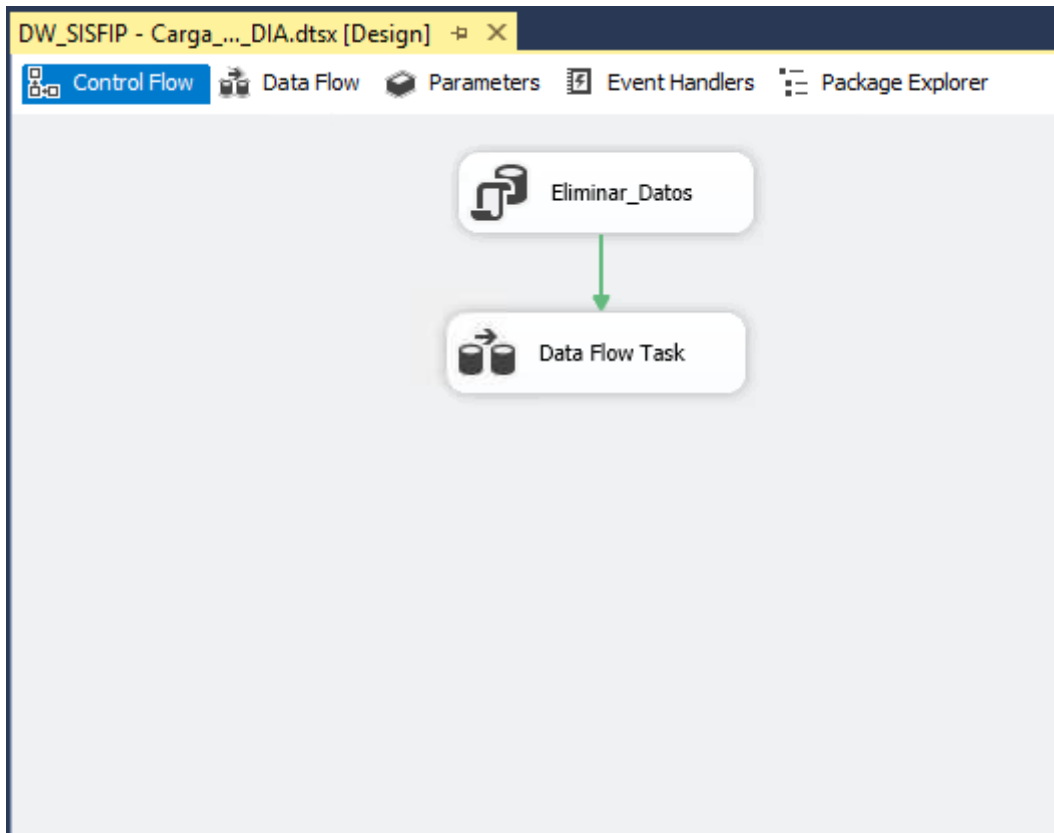 DW_SISFIP - Carga_..._DIA.dtsx [Design]
Control Flow Data Flow Parameters Event Handlers Package Explorer
Eliminar_Datos
Data Flow Task